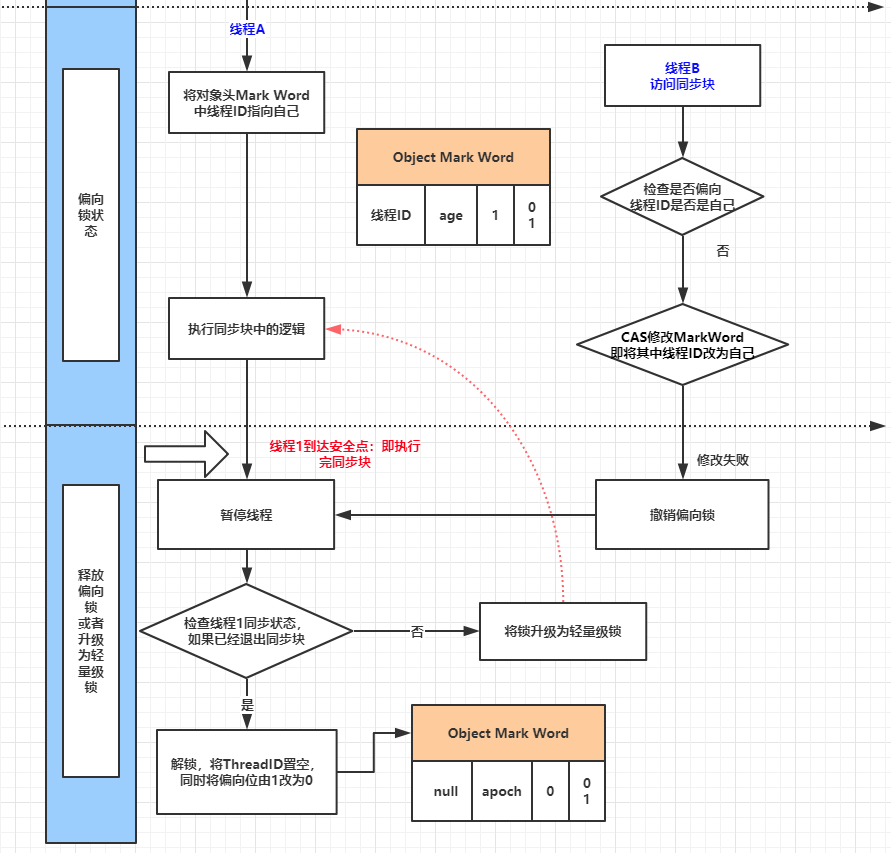 线程A
将对象头Mark Word
中线程ID指向自己
线程B
访问同步块
Object Mark Word
线程ID
age
1
0
1
检查是否偏向
线程ID是否是自己
否
偏向
锁状
态
执行同步块中的逻辑
CAS修改MarkWord
即将其中线程ID改为自己
线程1到达安全点：即执行
完同步块
修改失败
暂停线程
撤销偏向锁
释放
偏向
锁
或者
升级
为轻
量级
锁
检查线程1同步状态，
如果已经退出同步块
否
将锁升级为轻量级锁
是
解锁，将ThreadID置空，
同时将偏向位由1改为0
Object Mark Word
null
apoch
0
0
1